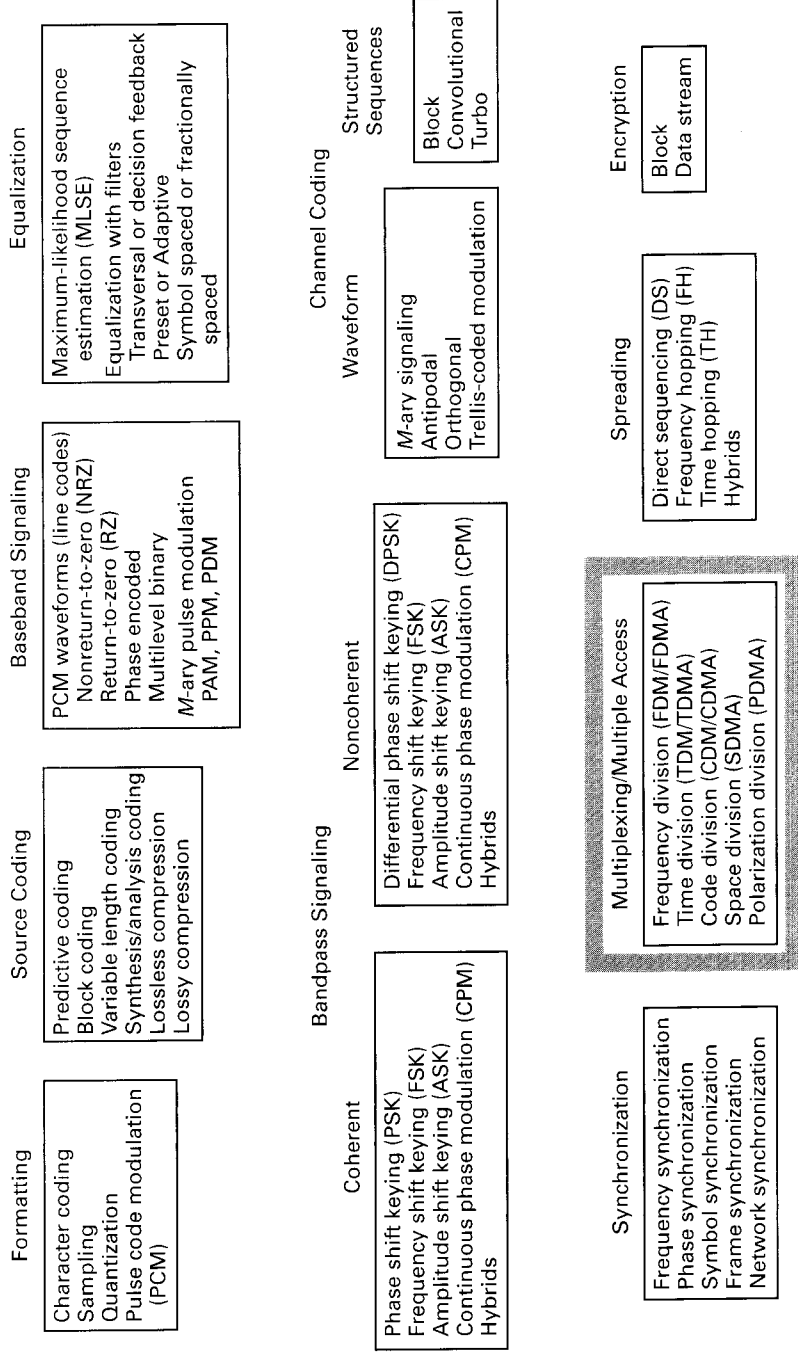 Formatting
Character coding
Sampling
Quantization
Pulse code modulation
(PCM)
Source Coding
Predictive coding
Block coding
Variable length coding
Synthesis/analysis coding
Lossless compression
Lossy compression
Baseband Signaling
PCM waveforms (line codes)
Nonreturn-to-zero (NRZ)
Return-to-zero (RZ)
Phase encoded
Multilevel binary
M-ary pulse modulation
PAM, PPM, PDM
Equalization
Maximum-likelihood sequence
estimation (MLSE)
Equalization with filters
Transversal or decision feedback
Preset or Adaptive
Symbol spaced or fractionally
spaced
Bandpass Signaling
Coherent
Phase shift keying (PSK)
Frequency shift keying (FSK)
Amplitude shift keying (ASK)
Continuous phase modulation (CPM)
Hybrids
Noncoherent
Differential phase shift keying (DPSK)
Frequency shift keying (FSK)
Amplitude shift keying (ASK)
Continuous phase modulation (CPM)
Hybrids
Channel Coding
Waveform
M-ary signaling
Antipodal
Orthogonal
Trellis-coded modulation
Structured
Sequences
Block
Convolutional
Turbo
Synchronization
Frequency synchronization
Phase synchronization
Symbol synchronization
Frame synchronization
Network synchronization
Multiplexing/Multiple Access
Frequency division (FDM/FDMA)
Time division (TDM/TDMA)
Code division (CDM/CDMA)
Space division (SDMA)
Polarization division (PDMA)
Spreading
Direct sequencing (DS)
Frequency hopping (FH)
Time hopping (TH)
Hybrids
Encryption
Block
Data stream